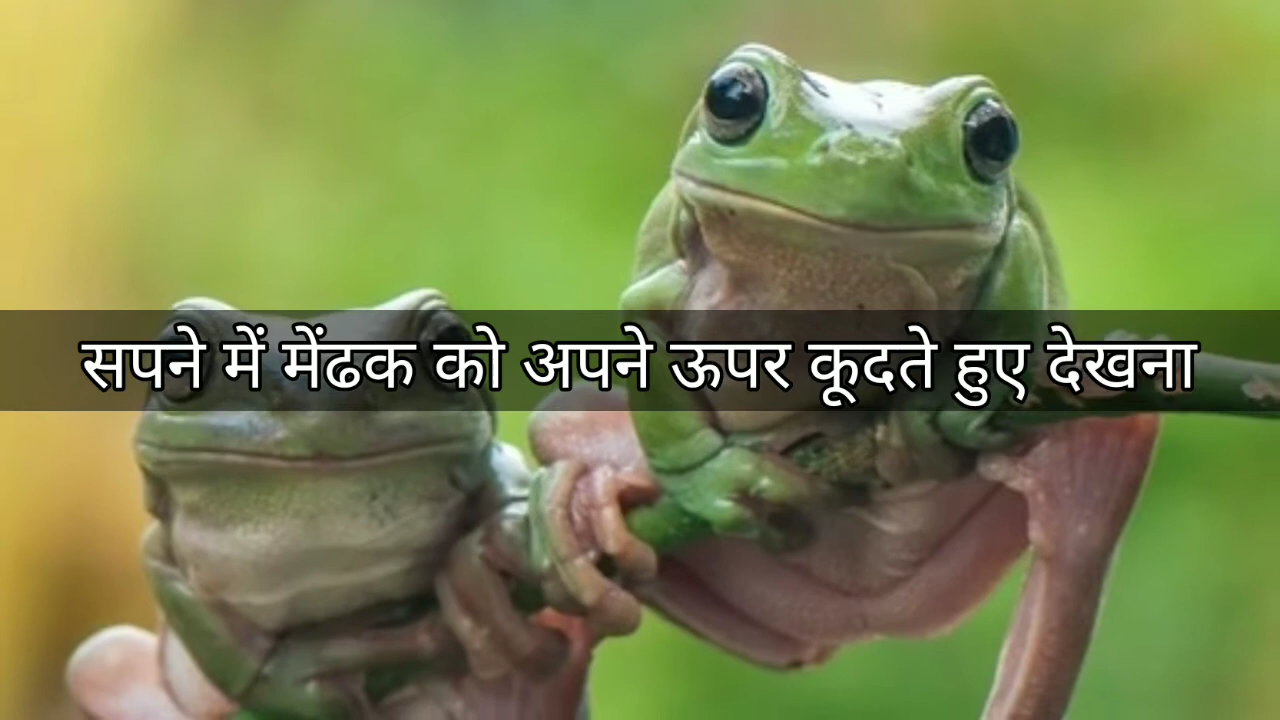 सपने में मेंढक को अपने ऊपर कूदते हुए देखना